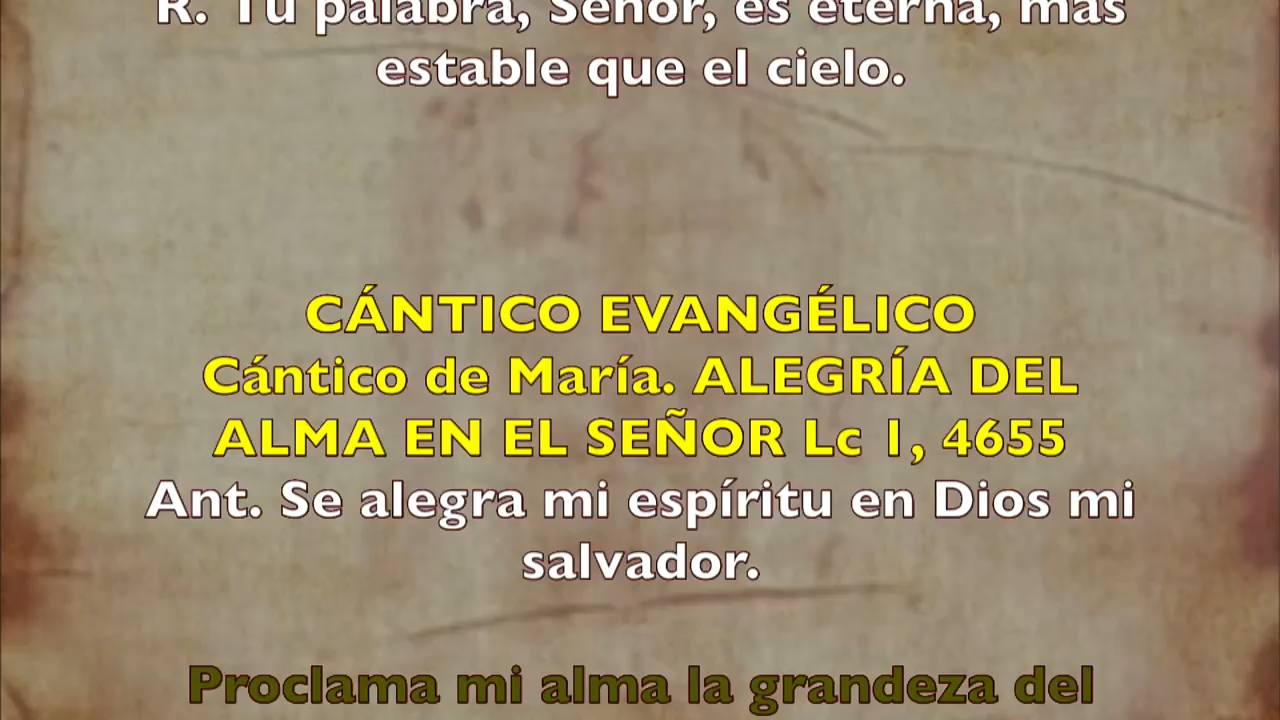 R. Tu palabra, Señor, es eterna, más
estable que el cielo.
CÁNTICO EVANGÉLICO
Cántico de María. ALEGRÍA DEL
ALMA EN EL SEÑOR Lc 1, 4655
Ant. Se alegra mi espíritu en Dios mi
salvador.
Proclama mi alma la grandeza del